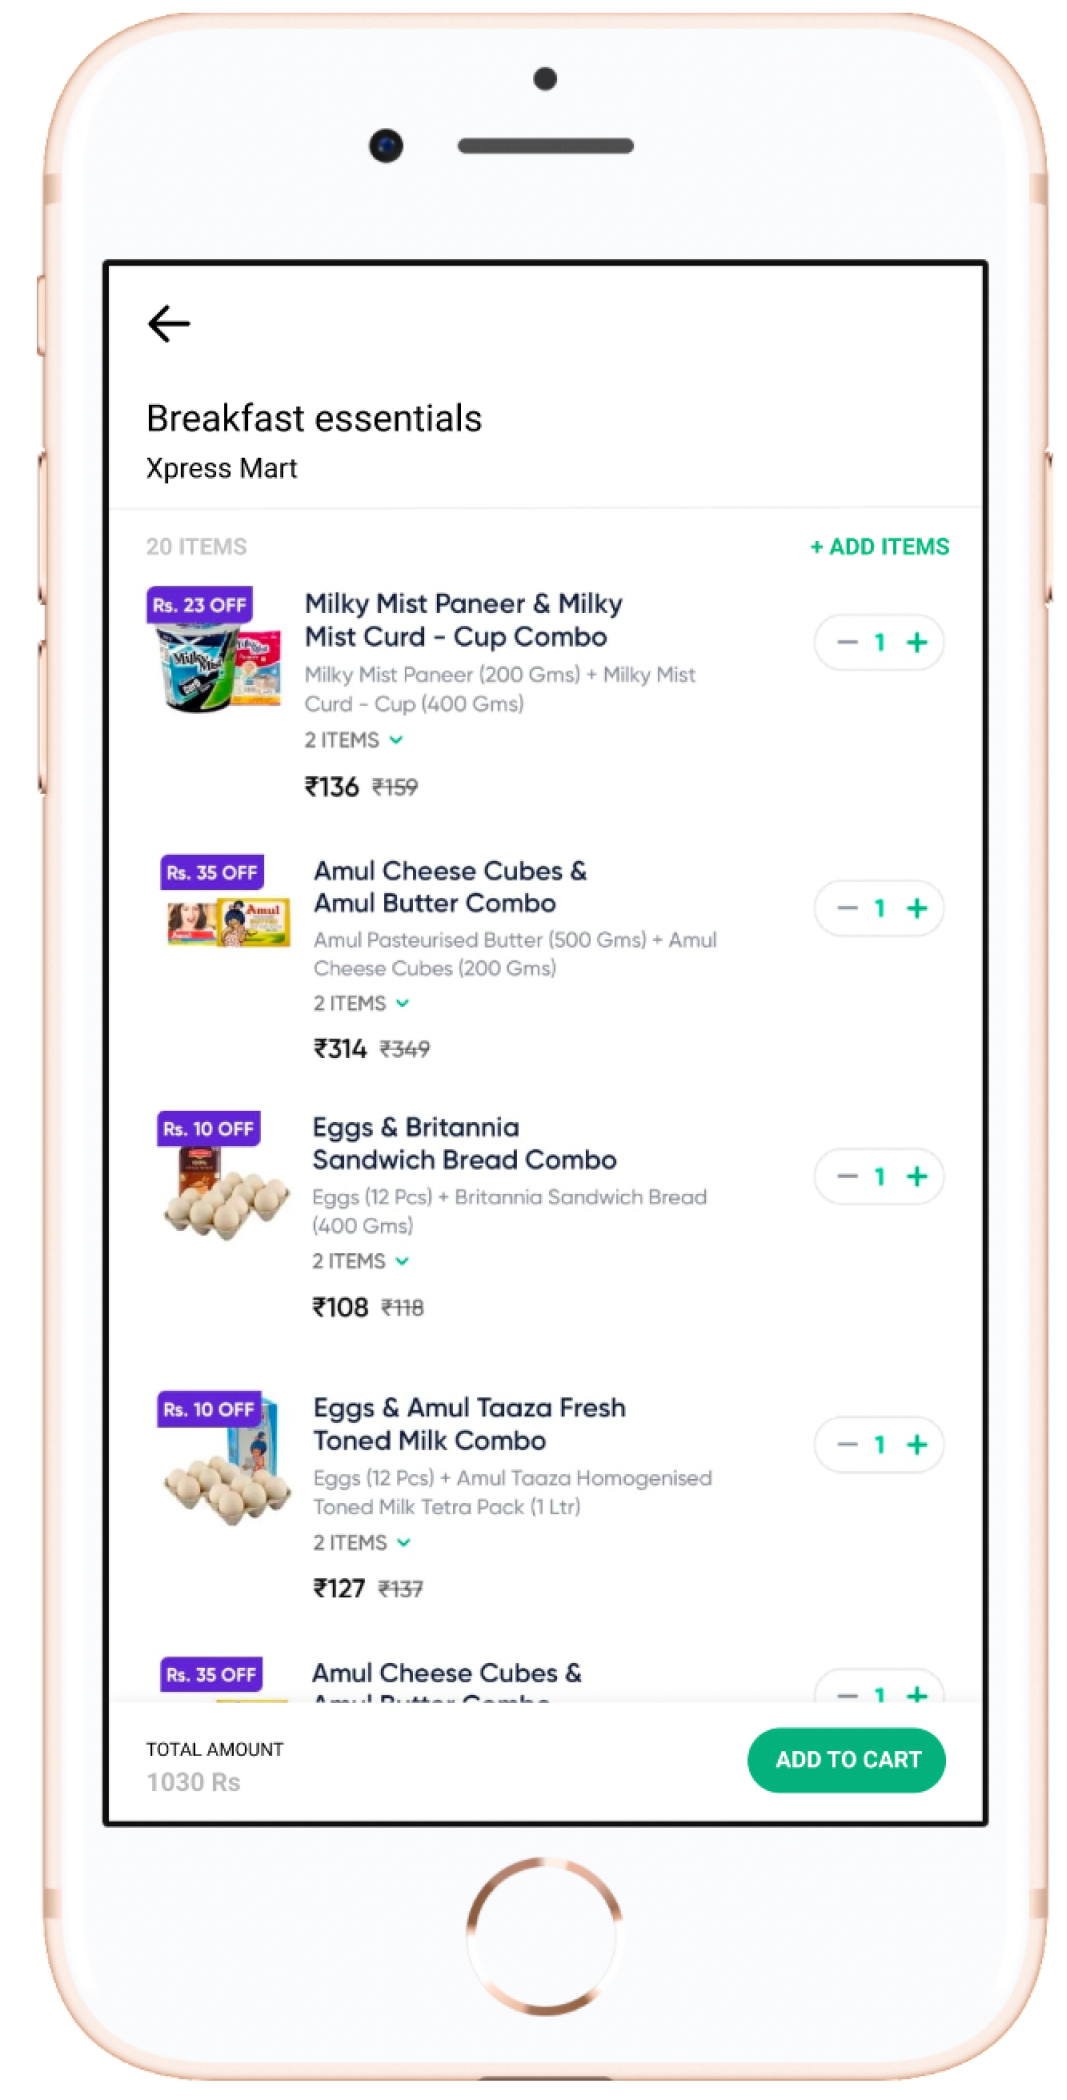 Breakfast essentials
Xpress Mart
20 ITEMS
+ ADD ITEMS
Rs. 23 OFF
Milky Mist Paneer & Milky
Mist Curd - Cup Combo
Milky Mist Paneer (200 Gms) + Milky Mist
Curd - Cup (400 Gms)
2 ITEMS
₹136 ₹159
− 1 +
Rs. 35 OFF
Amul
Amul Cheese Cubes &
Amul Butter Combo
Amul Pasteurised Butter (500 Gms) + Amul
Cheese Cubes (200 Gms)
2 ITEMS
₹314 ₹349
− 1 +
Rs. 10 OFF
Eggs & Britannia
Sandwich Bread Combo
Eggs (12 Pcs) + Britannia Sandwich Bread
(400 Gms)
2 ITEMS
₹108 ₹118
− 1 +
Rs. 10 OFF
Eggs & Amul Taaza Fresh
Toned Milk Combo
Eggs (12 Pcs) + Amul Taaza Homogenised
Toned Milk Tetra Pack (1 Ltr)
2 ITEMS
₹127 ₹137
− 1 +
Rs. 35 OFF
Amul Cheese Cubes &
Amul Butter Combo
− 1 +
TOTAL AMOUNT
1030 Rs
ADD TO CART